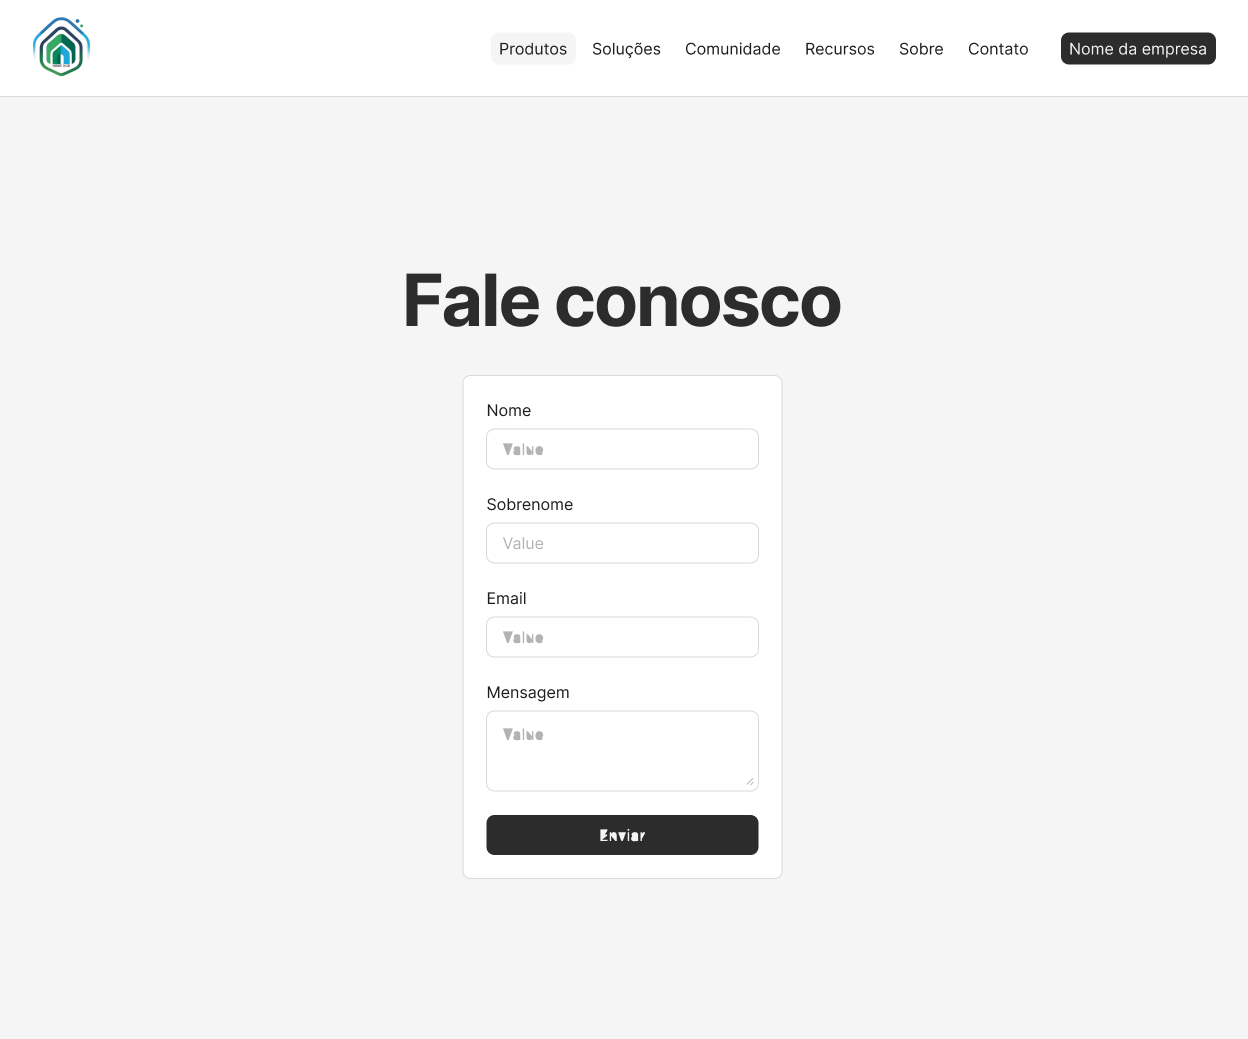 Produtos Soluções Comunidade Recursos Sobre Contato Nome da empresa
Fale conosco
Nome
Value
Sobrenome
Value
Email
Value
Mensagem
Value
Enviar